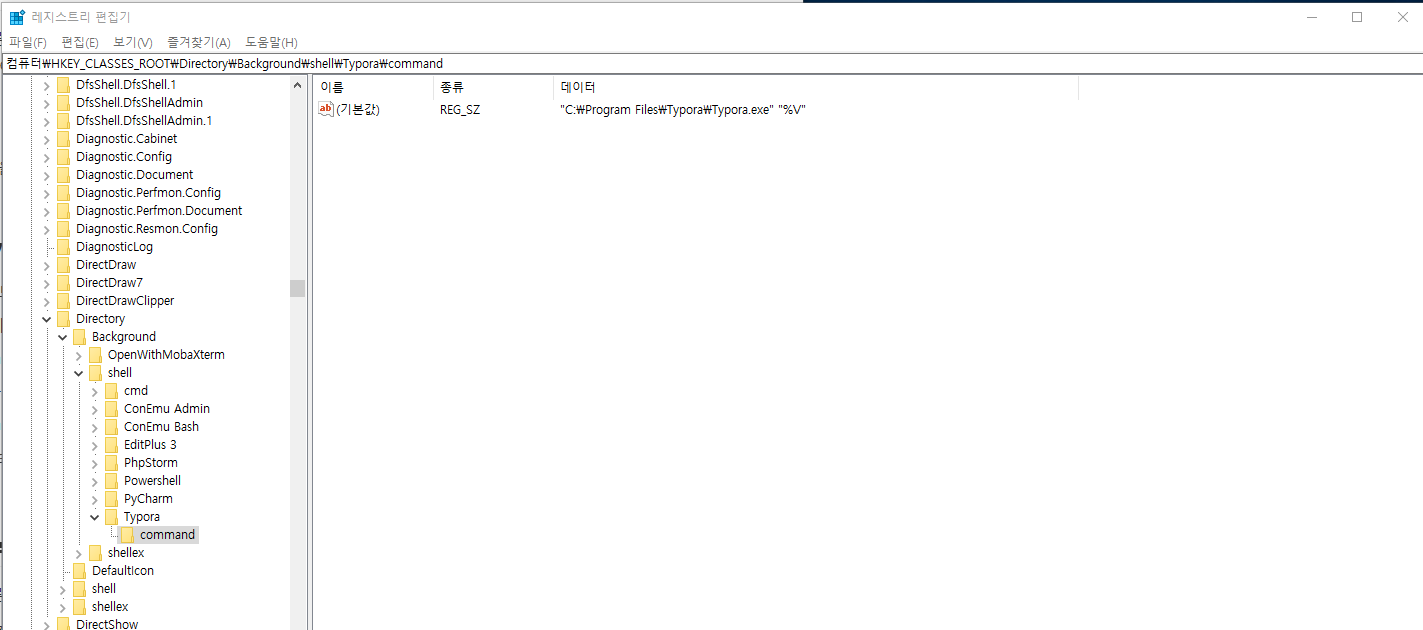 레지스트리 편집기
파일(F) 편집(E) 보기(V) 즐겨찾기(A) 도움말(H)
컴퓨터₩HKEY_CLASSES_ROOT₩Directory₩Background₩shell₩Typora₩command
DfsShell.DfsShell.1
DfsShell.DfsShellAdmin
DfsShell.DfsShellAdmin.1
Diagnostic.Cabinet
Diagnostic.Config
Diagnostic.Document
Diagnostic.Perfmon.Config
Diagnostic.Perfmon.Document
Diagnostic.Resmon.Config
DiagnosticLog
DirectDraw
DirectDraw7
DirectDrawClipper
Directory
Background
OpenWithMobaXterm
shell
cmd
ConEmu Admin
ConEmu Bash
EditPlus 3
PhpStorm
Powershell
PyCharm
Typora
command
shellex
DefaultIcon
shell
shellex
DirectShow
이름 종류 데이터
ab (기본값) REG_SZ "C:₩Program Files₩Typora₩Typora.exe" "%V"